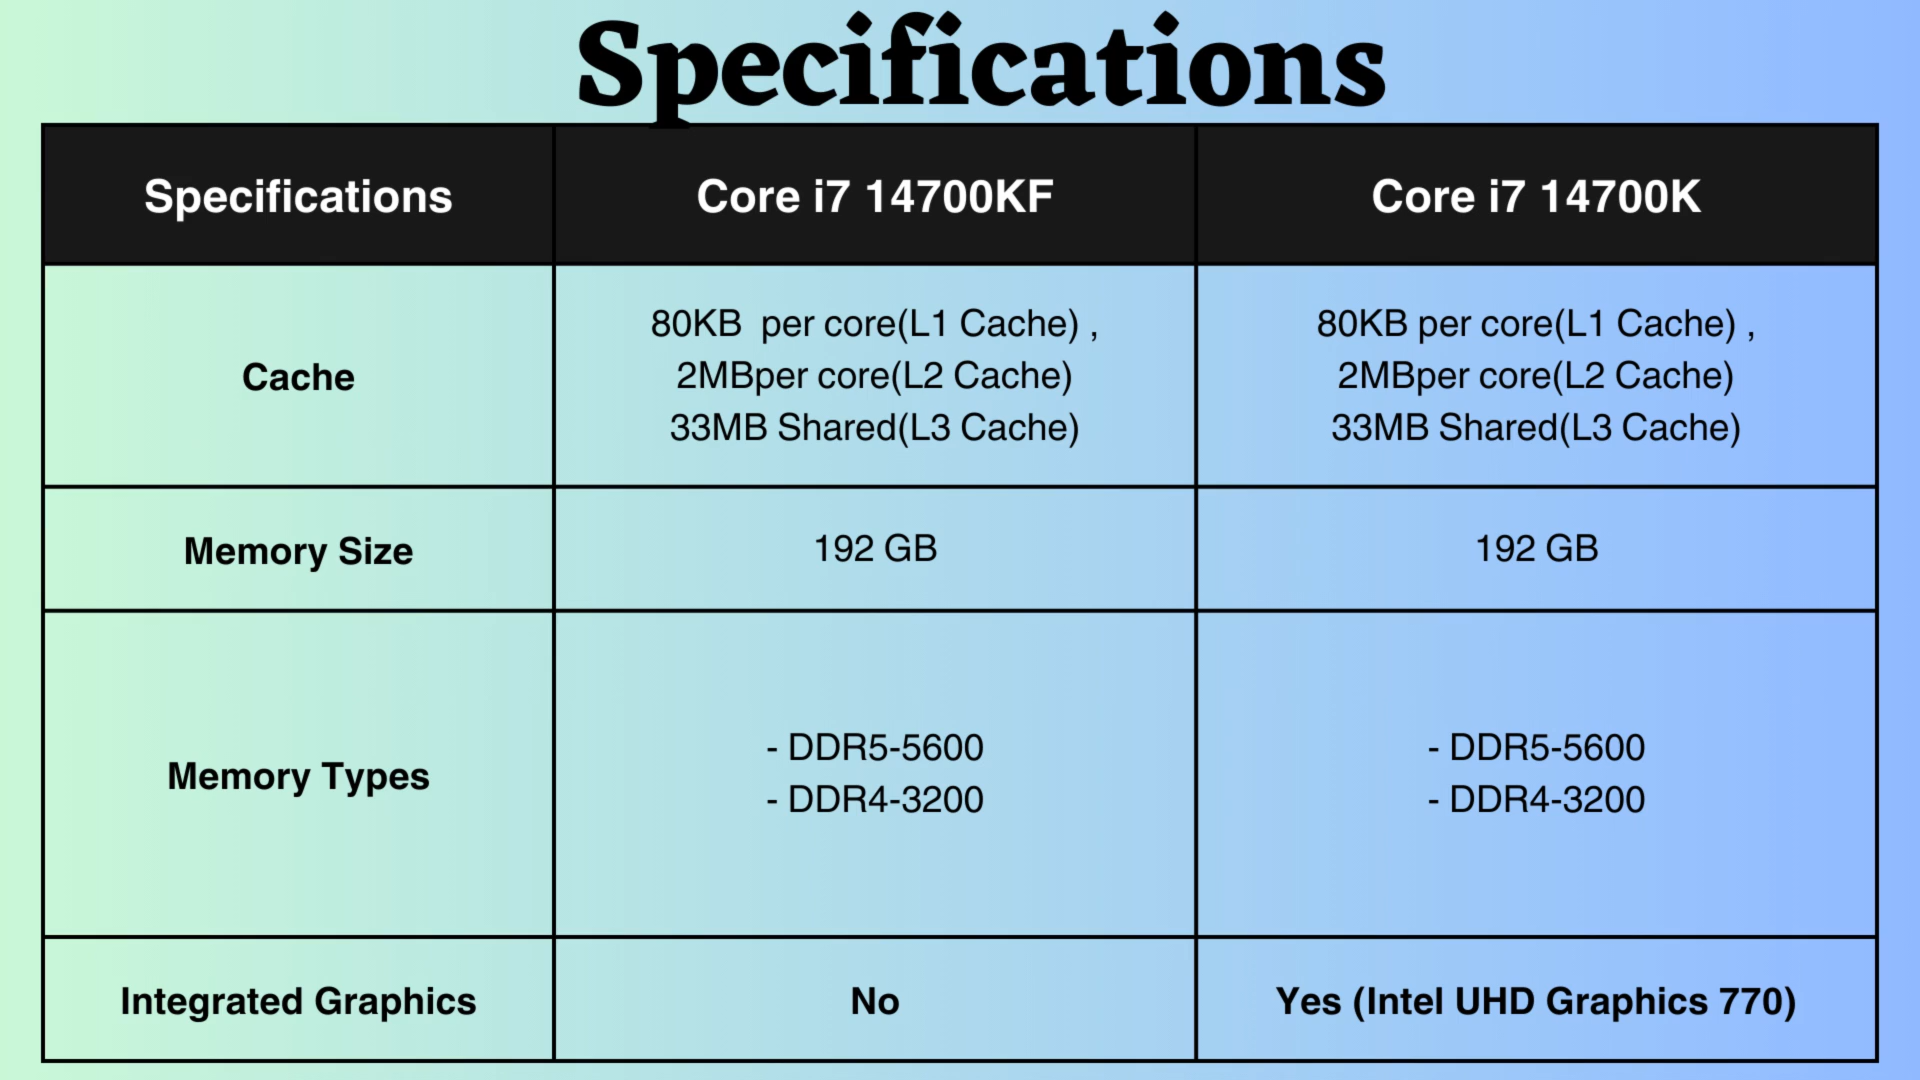 Specifications
Specifications Core i7 14700KF Core i7 14700K
80KB  per core(L1 Cache) , 80KB per core(L1 Cache) ,
Cache 2MBper core(L2 Cache) 2MBper core(L2 Cache)
33MB Shared(L3 Cache) 33MB Shared(L3 Cache)
Memory Size 192 GB 192 GB
Memory Types
- DDR5-5600 - DDR5-5600
- DDR4-3200 - DDR4-3200
Integrated Graphics No Yes (Intel UHD Graphics 770)